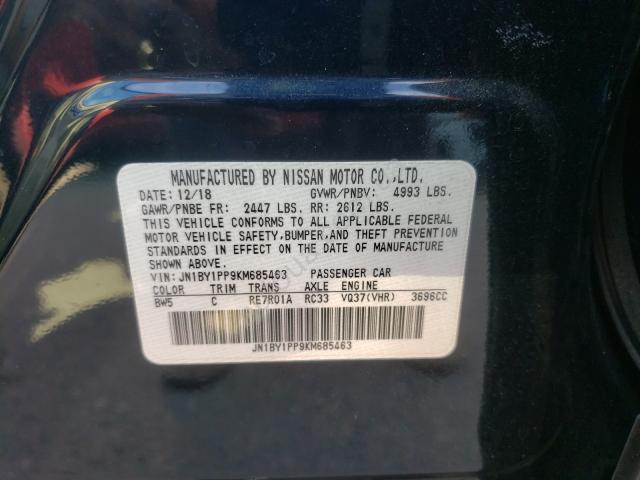 MANUFACTURED BY NISSAN MOTOR CO.,LTD.
DATE: 12/18 GVWR/PNBV: 4993 LBS.
GAWR/PNBE FR: 2447 LBS. RR: 2612 LBS.
THIS VEHICLE CONFORMS TO ALL APPLICABLE FEDERAL
MOTOR VEHICLE SAFETY,BUMPER,AND THEFT PREVENTION
STANDARDS IN EFFECT ON THE DATE OF MANUFACTURE
SHOWN ABOVE.
VIN: JN1BY1PP9KM685463 PASSENGER CAR
COLOR TRIM TRANS AXLE ENGINE
BW5 C RE7R01A RC33 VQ37(VHR) 3696CC
JN1BY1PP9KM685463